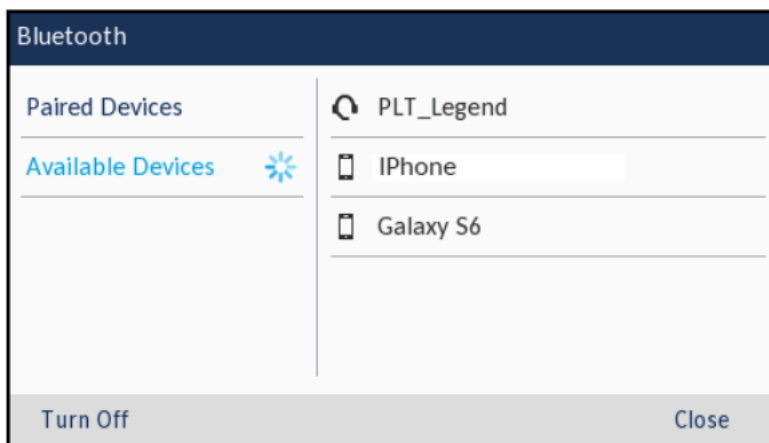 Bluetooth
Paired Devices
Available Devices
PLT_Legend
IPhone
Galaxy S6
Turn Off
Close